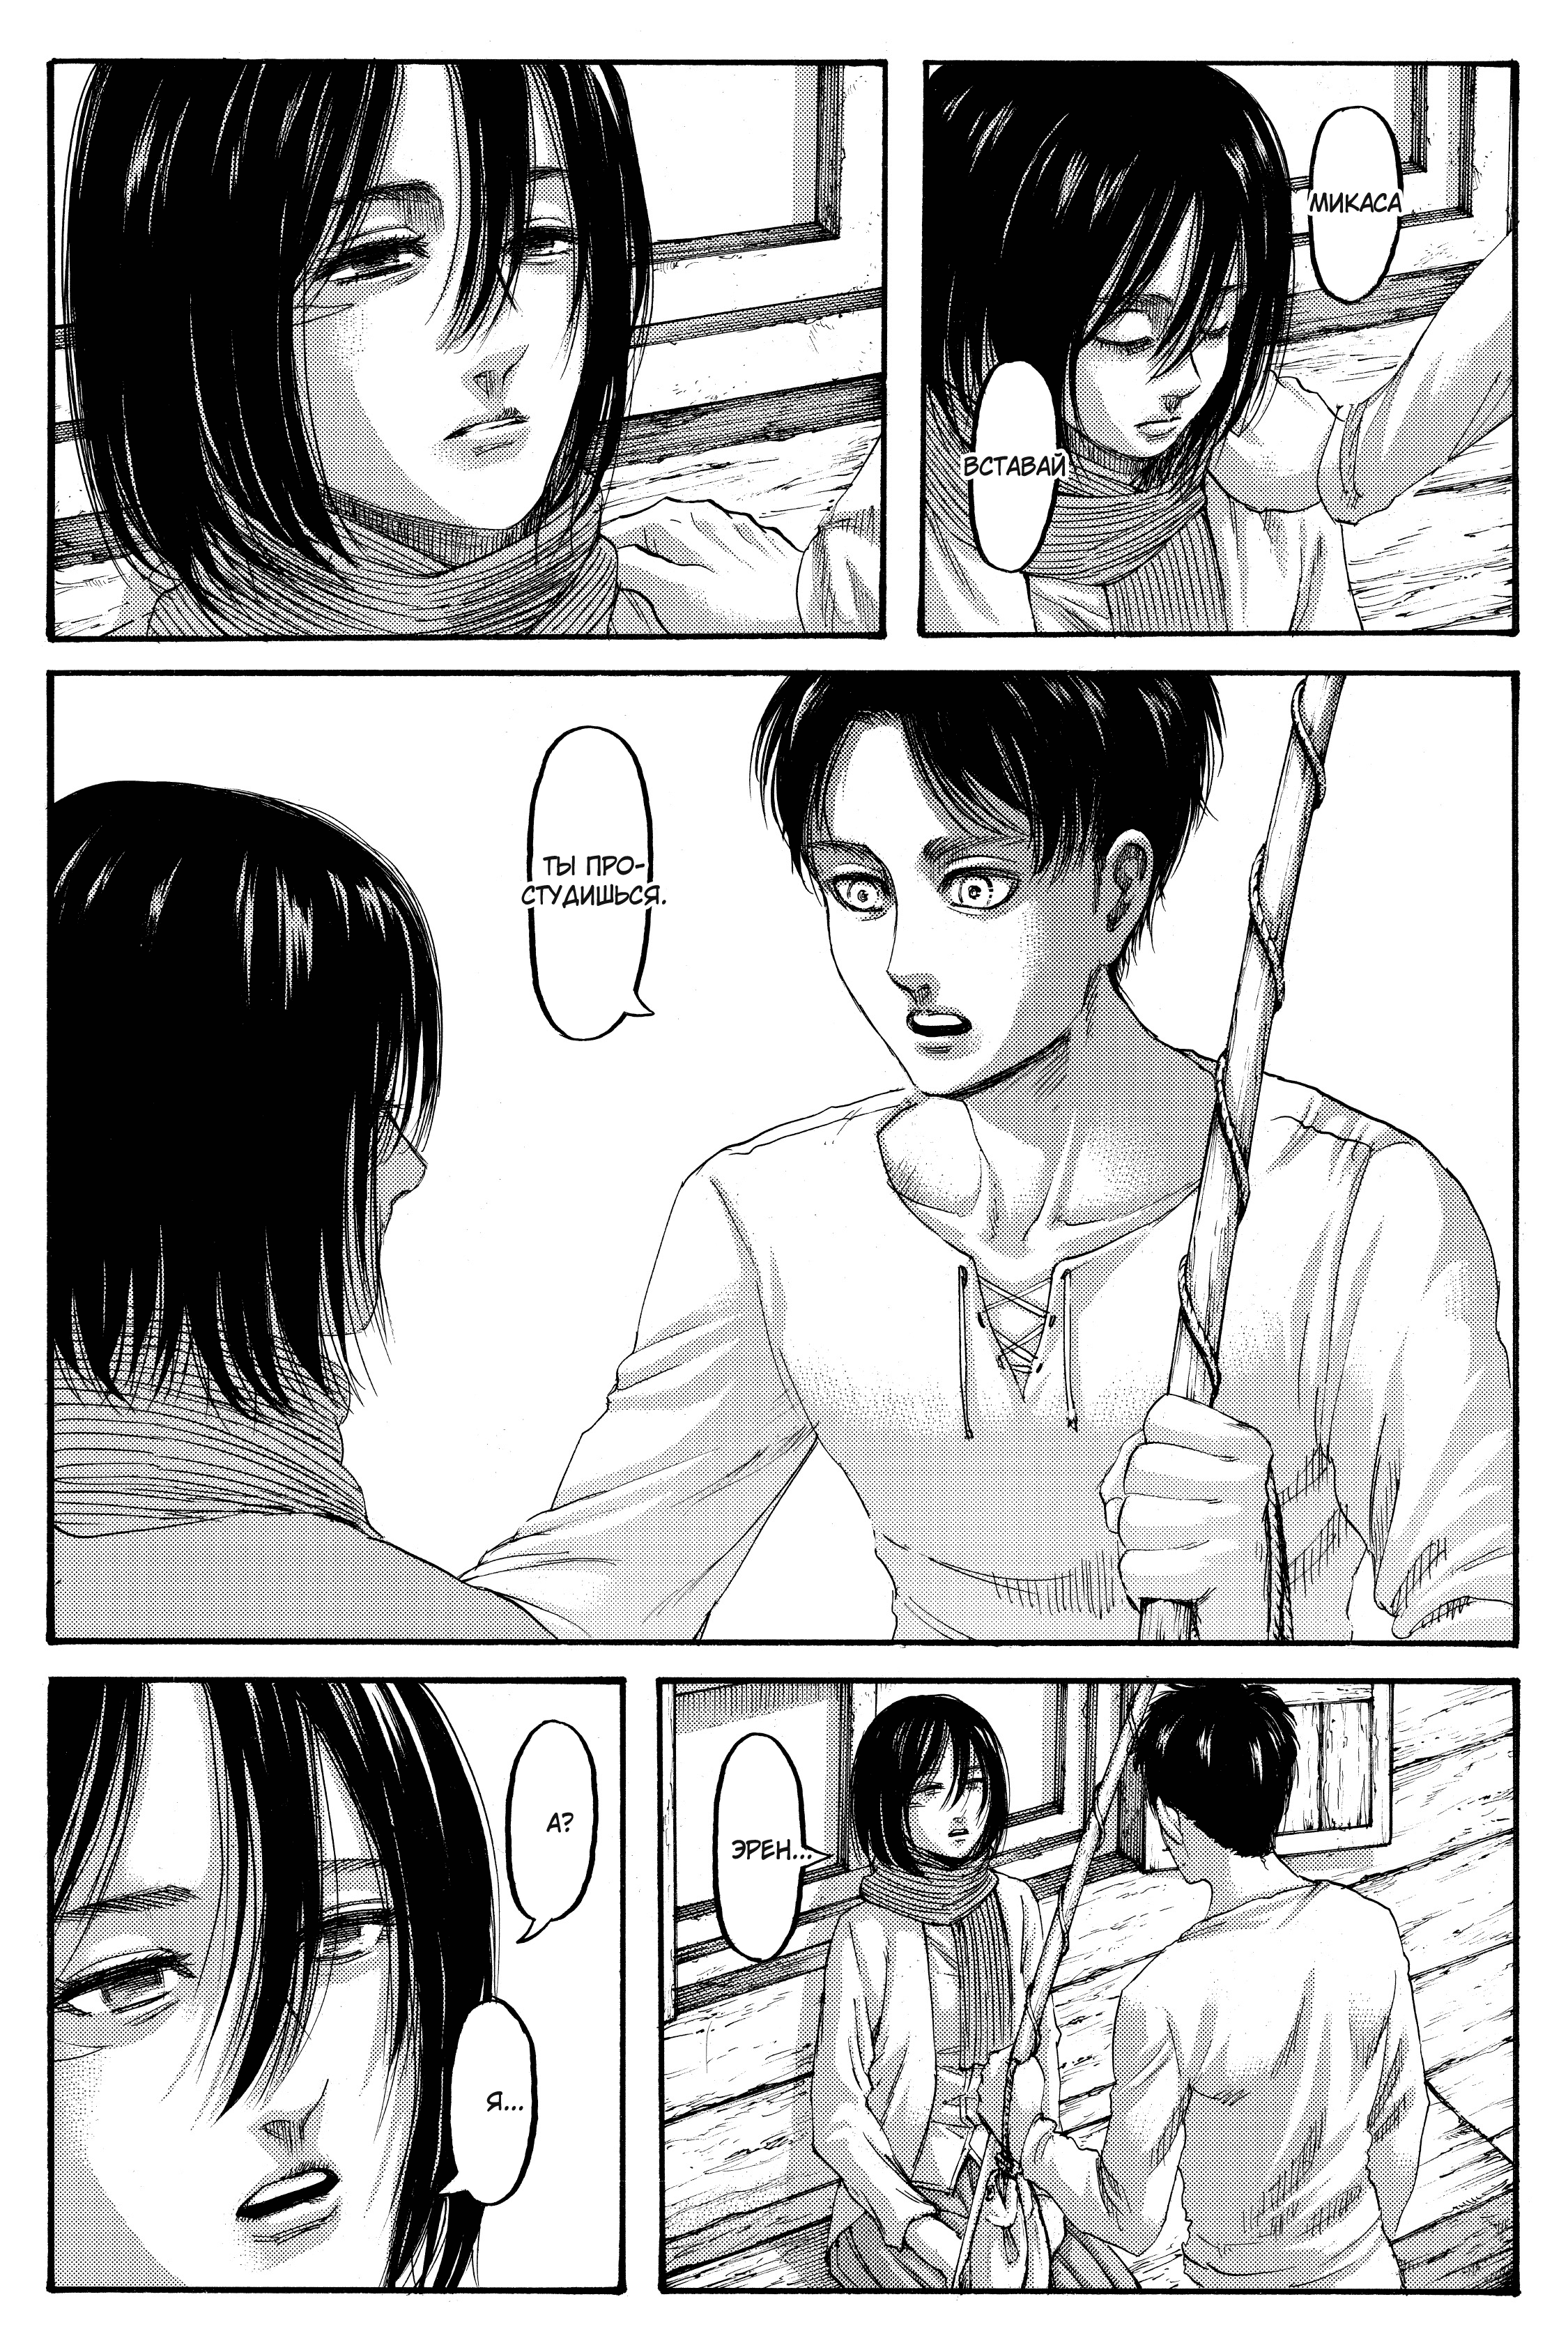 МИКАСА
ВСТАВАЙ
ТЫ ПРО-
СТУДИШЬСЯ.
ЭРЕН...
А?
Я...